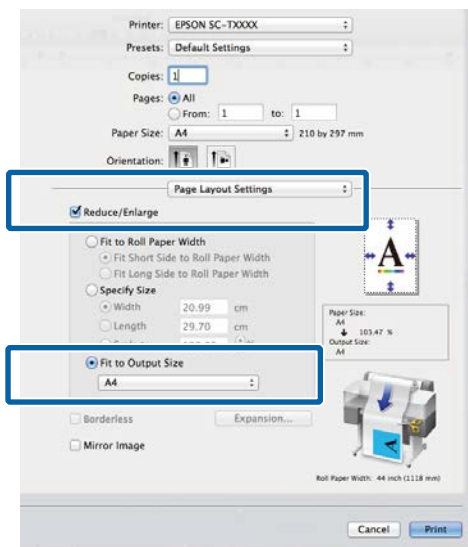 Printer: EPSON SC-TXXXX
Presets: Default Settings
Copies: 1
Pages: All
From: 1 to: 1
Paper Size: A4 210 by 297 mm
Orientation:
Page Layout Settings
Reduce/Enlarge
Fit to Roll Paper Width
Fit Short Side to Roll Paper Width
Fit Long Side to Roll Paper Width
Specify Size
Width 20.99 cm
Length 29.70 cm
Fit to Output Size
A4
Borderless Expansion...
Mirror Image
A
Paper Size:
A4
103.47 %
Output Size:
A4
A
Roll Paper Width: 44 inch (1118 mm)
Cancel Print